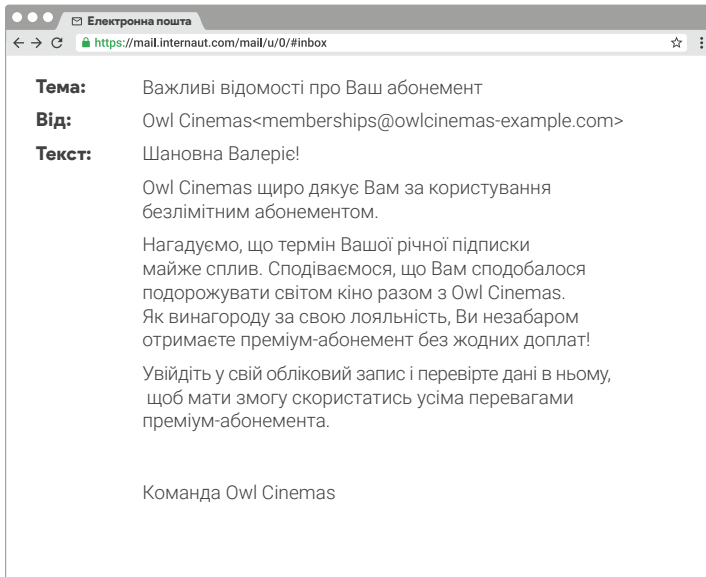 Електронна пошта
https://mail.internaut.com/mail/u/0/#inbox
Тема: Важливі відомості про Ваш абонемент
Від: Owl Cinemas<memberships@owlcinemas-example.com>
Текст: Шановна Валеріє!
Owl Cinemas щиро дякує Вам за користування
безлімітним абонементом.
Нагадуємо, що термін Вашої річної підписки
майже сплив. Сподіваємося, що Вам сподобалося
подорожувати світом кіно разом з Owl Cinemas.
Як винагороду за свою лояльність, Ви незабаром
отримаєте преміум-абонемент без жодних доплат!
Увійдіть у свій обліковий запис і перевірте дані в ньому,
щоб мати змогу скористатись усіма перевагами
преміум-абонемента.
Команда Owl Cinemas